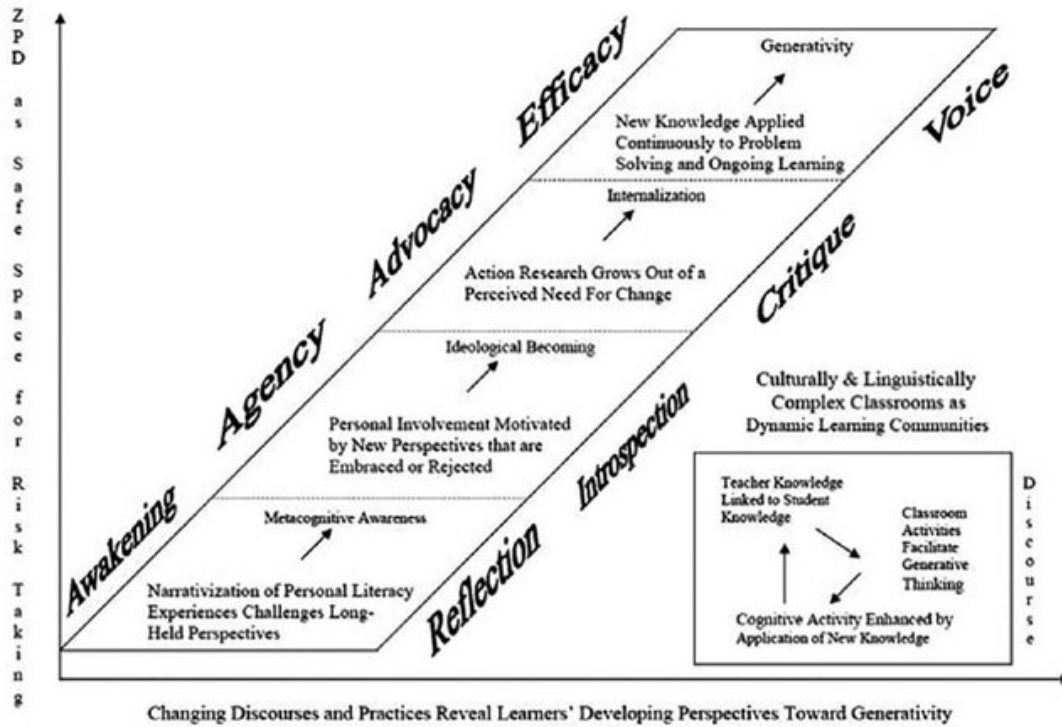 ZPD as Safe Space for Risk Taking
Efficacy
Generativity
New Knowledge Applied
Continuously to Problem
Solving and Ongoing Learning
Voice
Advocacy
Internalization
Action Research Grows Out of a
Perceived Need For Change
Critique
Agency
Ideological Becoming
Personal Involvement Motivated
by New Perspectives that are
Embraced or Rejected
Introspection
Awakening
Metacognitive Awareness
Narrativization of Personal Literacy
Experiences Challenges Long-
Held Perspectives
Reflection
Culturally & Linguistically
Complex Classrooms as
Dynamic Learning Communities
Teacher Knowledge
Linked to Student
Knowledge
Classroom
Activities
Facilitate
Generative
Thinking
Cognitive Activity Enhanced by
Application of New Knowledge
Discourse
Changing Discourses and Practices Reveal Learners' Developing Perspectives Toward Generativity